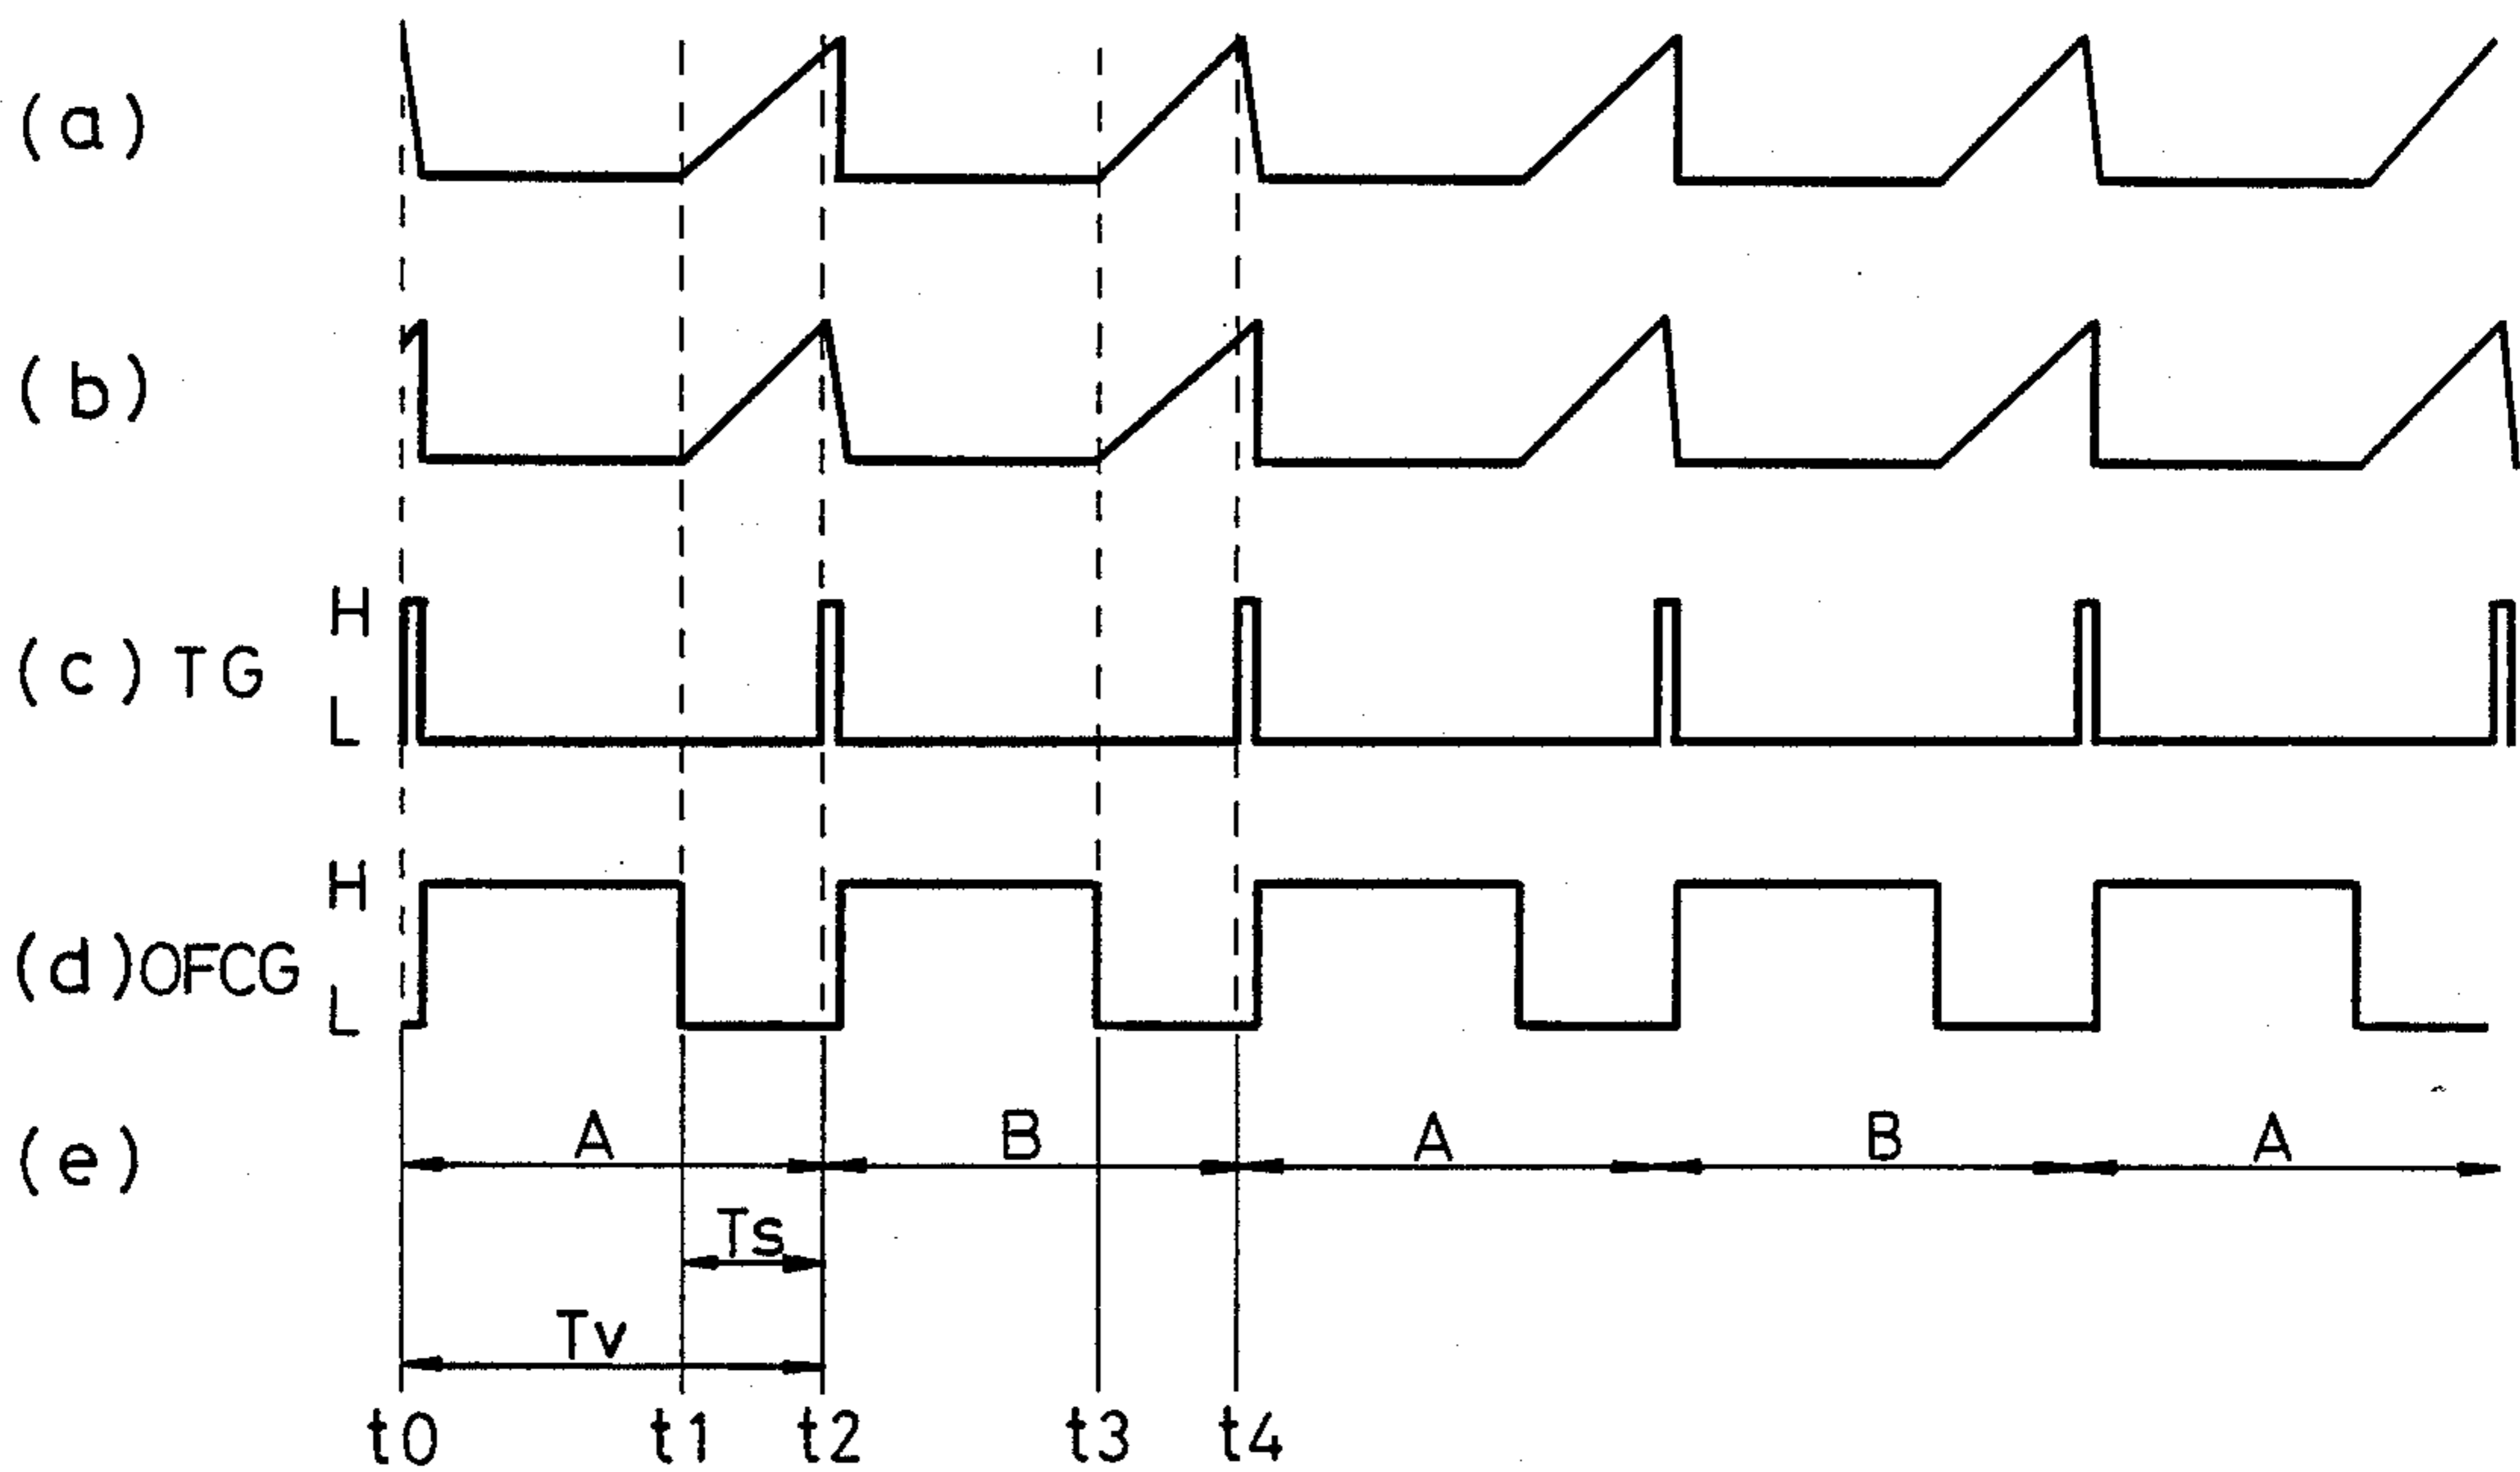 (a)
(b)
H
(c) TG
L
H
(d) OFCG
L
(e)
A B A B A
Ts
Tv
t0 t1 t2 t3 t4